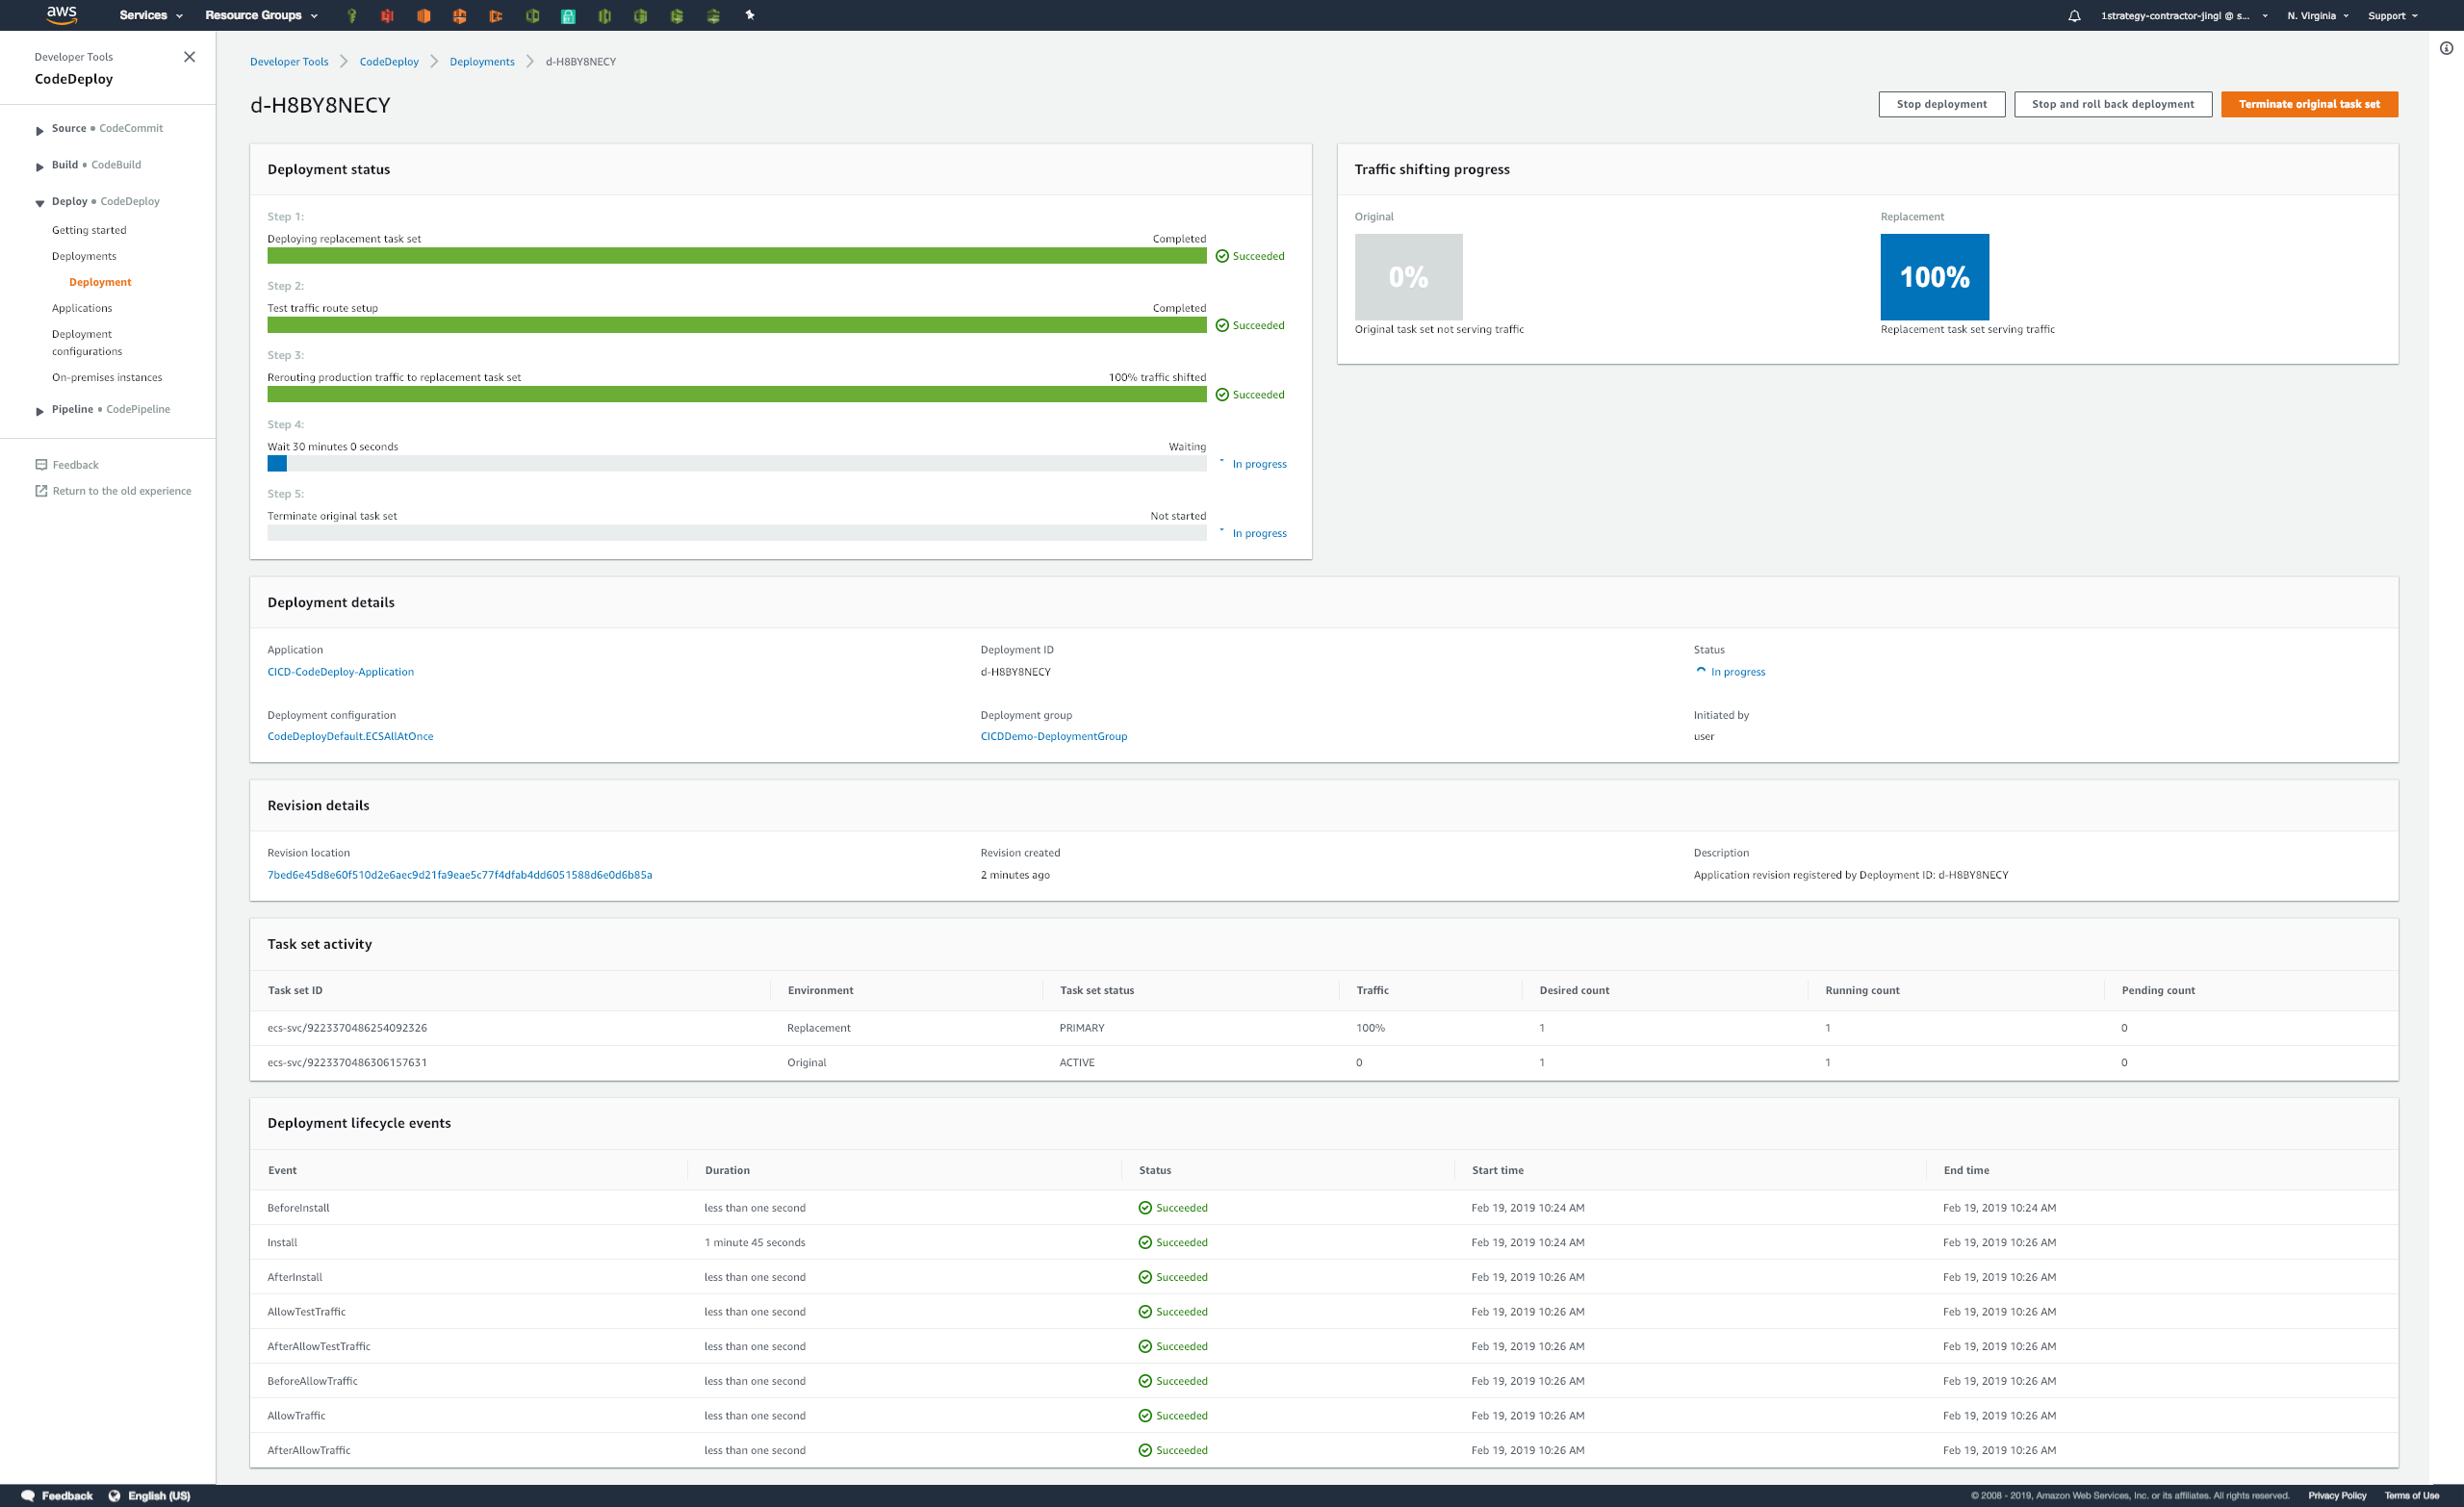 aws
Services
Resource Groups
1strategy-contractor-jingl @ s...
N. Virginia
Support
Developer Tools
CodeDeploy
Source • CodeCommit
Build • CodeBuild
Deploy • CodeDeploy
Getting started
Deployments
Deployment
Applications
Deployment
configurations
On-premises instances
Pipeline • CodePipeline
Feedback
Return to the old experience
Developer Tools
CodeDeploy
Deployments
d-H8BY8NECY
d-H8BY8NECY
Stop deployment
Stop and roll back deployment
Terminate original task set
Deployment status
Step 1:
Deploying replacement task set
Completed
Succeeded
Step 2:
Test traffic route setup
Completed
Succeeded
Step 3:
Rerouting production traffic to replacement task set
100% traffic shifted
Succeeded
Step 4:
Wait 30 minutes 0 seconds
Waiting
In progress
Step 5:
Terminate original task set
Not started
In progress
Traffic shifting progress
Original
0%
Original task set not serving traffic
Replacement
100%
Replacement task set serving traffic
Deployment details
Application
CICD-CodeDeploy-Application
Deployment ID
d-H8BY8NECY
Status
In progress
Deployment configuration
CodeDeployDefault.ECSAllAtOnce
Deployment group
CICDDemo-DeploymentGroup
Initiated by
user
Revision details
Revision location
7bed6e45d8e60f510d2e6aec9d21fa9eae5c77f4dfab4dd6051588d6e0d6b85a
Revision created
2 minutes ago
Description
Application revision registered by Deployment ID: d-H8BY8NECY
Task set activity
Task set ID Environment Task set status Traffic Desired count Running count Pending count
ecs-svc/9223370486254092326 Replacement PRIMARY 100% 1 1 0
ecs-svc/9223370486306157631 Original ACTIVE 0 1 1 0
Deployment lifecycle events
Event Duration Status Start time End time
BeforeInstall less than one second Succeeded Feb 19, 2019 10:24 AM Feb 19, 2019 10:24 AM
Install 1 minute 45 seconds Succeeded Feb 19, 2019 10:24 AM Feb 19, 2019 10:26 AM
AfterInstall less than one second Succeeded Feb 19, 2019 10:26 AM Feb 19, 2019 10:26 AM
AllowTestTraffic less than one second Succeeded Feb 19, 2019 10:26 AM Feb 19, 2019 10:26 AM
AfterAllowTestTraffic less than one second Succeeded Feb 19, 2019 10:26 AM Feb 19, 2019 10:26 AM
BeforeAllowTraffic less than one second Succeeded Feb 19, 2019 10:26 AM Feb 19, 2019 10:26 AM
AllowTraffic less than one second Succeeded Feb 19, 2019 10:26 AM Feb 19, 2019 10:26 AM
AfterAllowTraffic less than one second Succeeded Feb 19, 2019 10:26 AM Feb 19, 2019 10:26 AM
Feedback
English (US)
© 2008 - 2019, Amazon Web Services, Inc. or its affiliates. All rights reserved.
Privacy Policy
Terms of Use